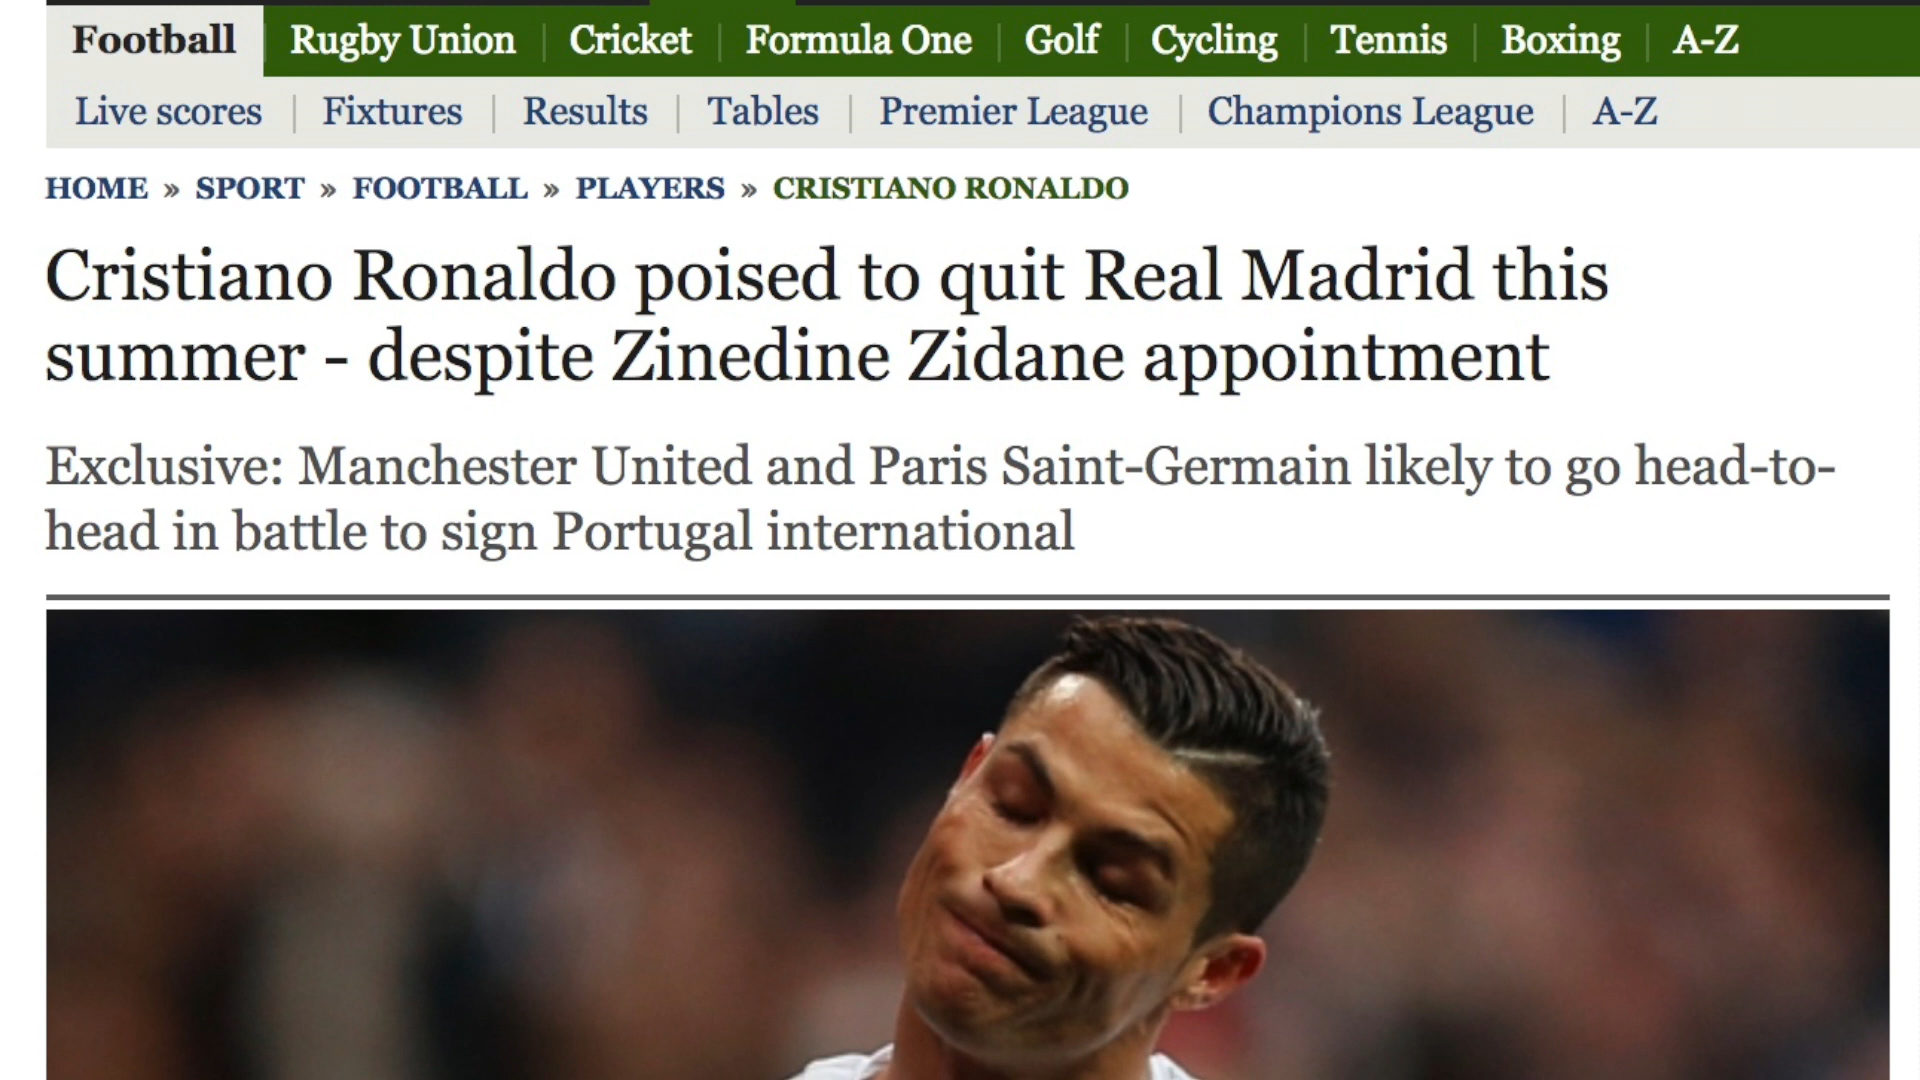 Football Rugby Union Cricket Formula One Golf Cycling Tennis Boxing A-Z
Live scores Fixtures Results Tables Premier League Champions League A-Z
HOME » SPORT » FOOTBALL » PLAYERS » CRISTIANO RONALDO
Cristiano Ronaldo poised to quit Real Madrid this
summer - despite Zinedine Zidane appointment
Exclusive: Manchester United and Paris Saint-Germain likely to go head-to-
head in battle to sign Portugal international